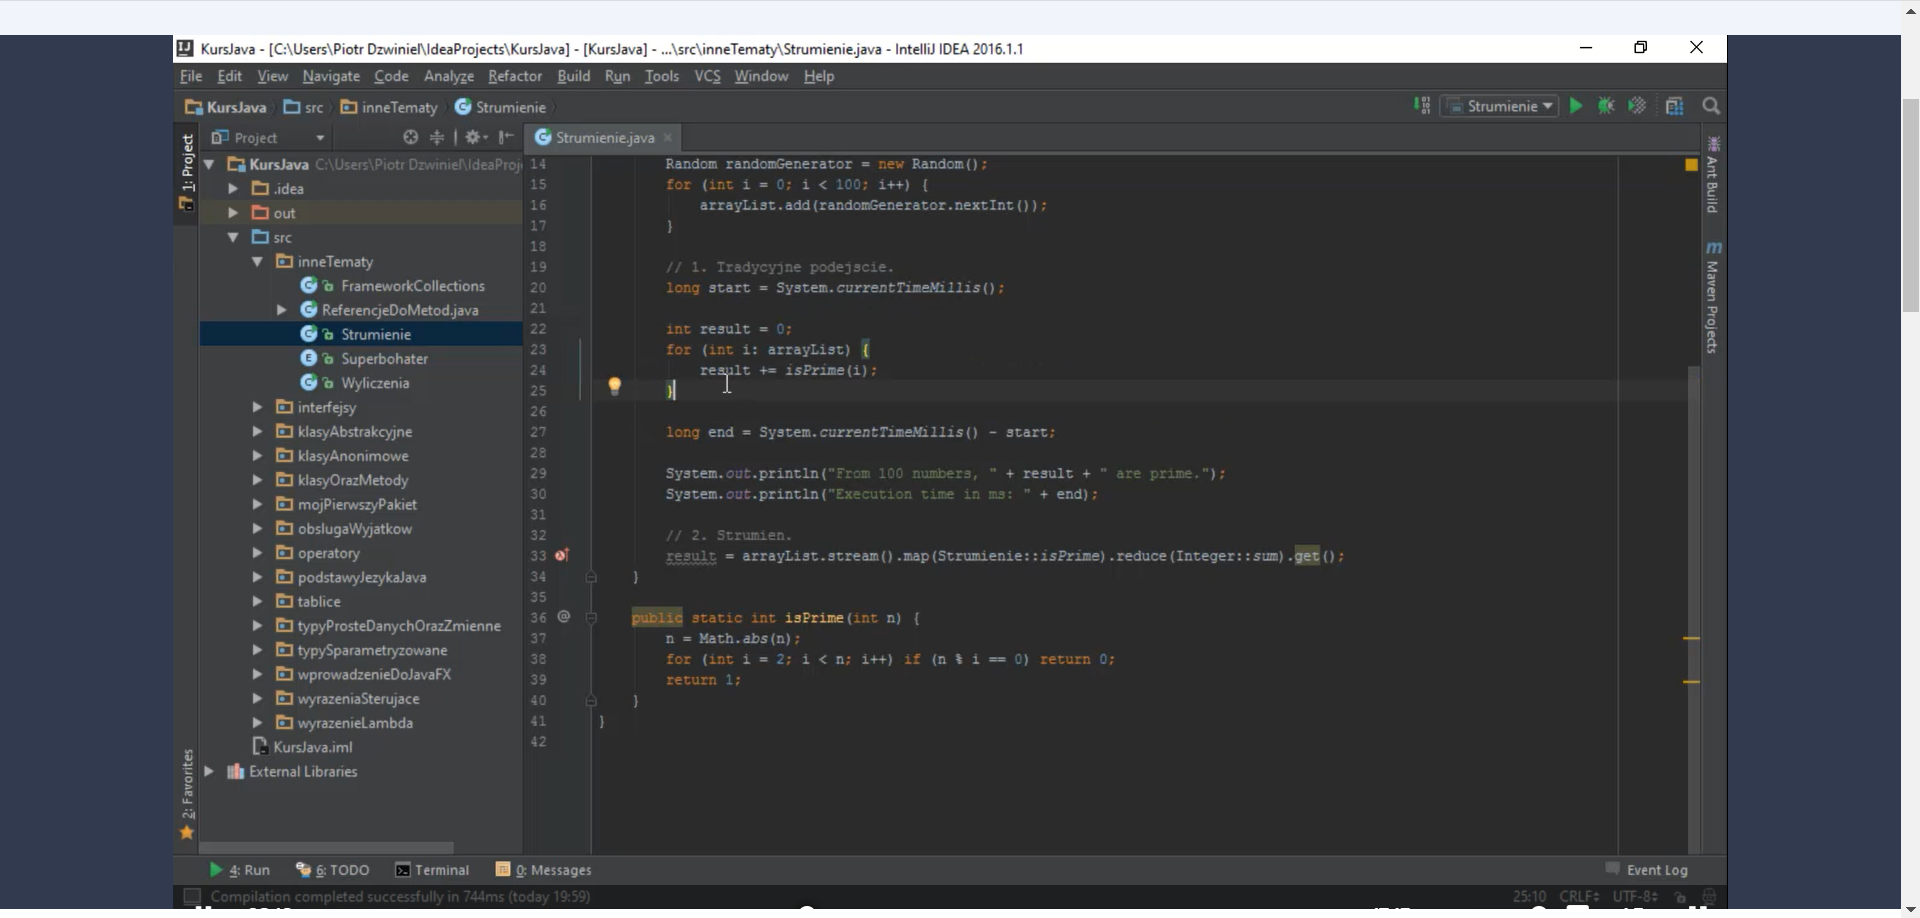 KursJava - [C:\Users\Piotr Dzwiniel\IdeaProjects\KursJava] - [KursJava] - ...\src\inneTematy\Strumienie.java - IntelliJ IDEA 2016.1.1
File Edit View Navigate Code Analyze Refactor Build Run Tools VCS Window Help
KursJava src inneTematy Strumienie Strumienie
1: Project
2: Favorites
Project
KursJava C:\Users\Piotr Dzwiniel\IdeaProj
.idea
out
src
inneTematy
FrameworkCollections
ReferencjeDoMetod.java
Strumienie
Superbohater
Wyliczenia
interfejsy
klasyAbstrakcyjne
klasyAnonimowe
klasyOrazMetody
mojPierwszyPakiet
obslugaWyjatkow
operatory
podstawyJezykaJava
tablice
typyProsteDanychOrazZmienne
typySparametryzowane
wprowadzenieDoJavaFX
wyrazeniaSterujace
wyrazenieLambda
KursJava.iml
External Libraries
Strumienie.java
14 Random randomGenerator = new Random();
15 for (int i = 0; i < 100; i++) {
16 arrayList.add(randomGenerator.nextInt());
17 }
18
19 // 1. Tradycyjne podejscie.
20 long start = System.currentTimeMillis();
21
22 int result = 0;
23 for (int i: arrayList) {
24 result += isPrime(i);
25 }
26
27 long end = System.currentTimeMillis() - start;
28
29 System.out.println("From 100 numbers, " + result + " are prime.");
30 System.out.println("Execution time in ms: " + end);
31
32 // 2. Strumien.
33 result = arrayList.stream().map(Strumienie::isPrime).reduce(Integer::sum).get();
34 }
35
36 @ public static int isPrime(int n) {
37 n = Math.abs(n);
38 for (int i = 2; i < n; i++) if (n % i == 0) return 0;
39 return 1;
40 }
41 }
42
Ant Build
Maven Projects
4: Run 6: TODO Terminal 0: Messages Event Log
Compilation completed successfully in 744ms (today 19:59) 25:10 CRLF UTF-8